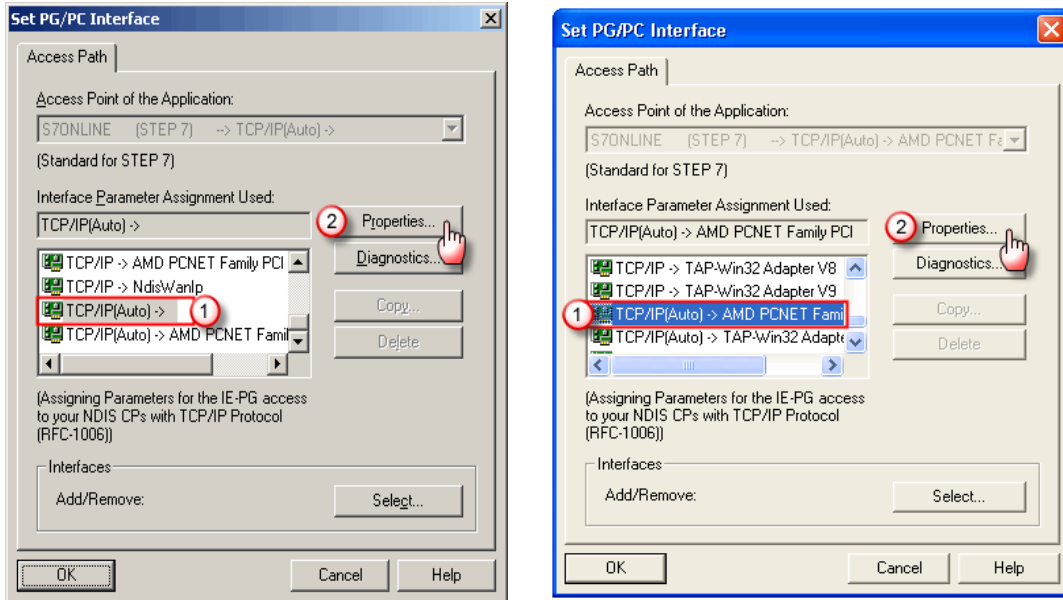 Set PG/PC Interface
Access Path
Access Point of the Application:
S7ONLINE (STEP 7) --> TCP/IP(Auto) ->
(Standard for STEP 7)
Interface Parameter Assignment Used:
TCP/IP(Auto) ->
2 Properties...
Diagnostics...
TCP/IP -> AMD PCNET Family PCI
TCP/IP -> NdisWanIp
TCP/IP(Auto) -> 1
TCP/IP(Auto) -> AMD PCNET Famil
Copy...
Delete
(Assigning Parameters for the IE-PG access
to your NDIS CPs with TCP/IP Protocol
(RFC-1006))
Interfaces
Add/Remove:
Select...
OK
Cancel
Help
Set PG/PC Interface
Access Path
Access Point of the Application:
S7ONLINE (STEP 7) --> TCP/IP(Auto) -> AMD PCNET Fa
(Standard for STEP 7)
Interface Parameter Assignment Used:
TCP/IP(Auto) -> AMD PCNET Family PCI
2 Properties...
Diagnostics...
TCP/IP -> TAP-Win32 Adapter V8
TCP/IP -> TAP-Win32 Adapter V9
1 TCP/IP(Auto) -> AMD PCNET Fami
TCP/IP(Auto) -> TAP-Win32 Adapte
Copy...
Delete
(Assigning Parameters for the IE-PG access
to your NDIS CPs with TCP/IP Protocol
(RFC-1006))
Interfaces
Add/Remove:
Select...
OK
Cancel
Help